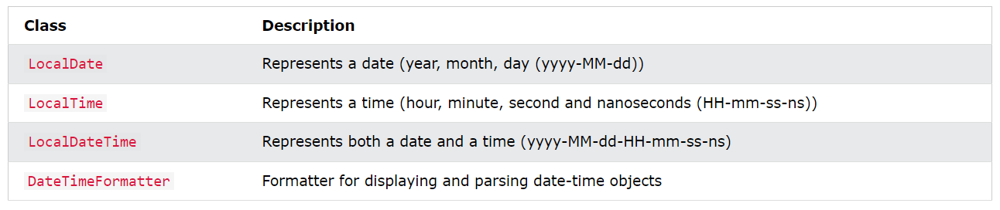 Class Description
LocalDate Represents a date (year, month, day (yyyy-MM-dd))
LocalTime Represents a time (hour, minute, second and nanoseconds (HH-mm-ss-ns))
LocalDateTime Represents both a date and a time (yyyy-MM-dd-HH-mm-ss-ns)
DateTimeFormatter Formatter for displaying and parsing date-time objects